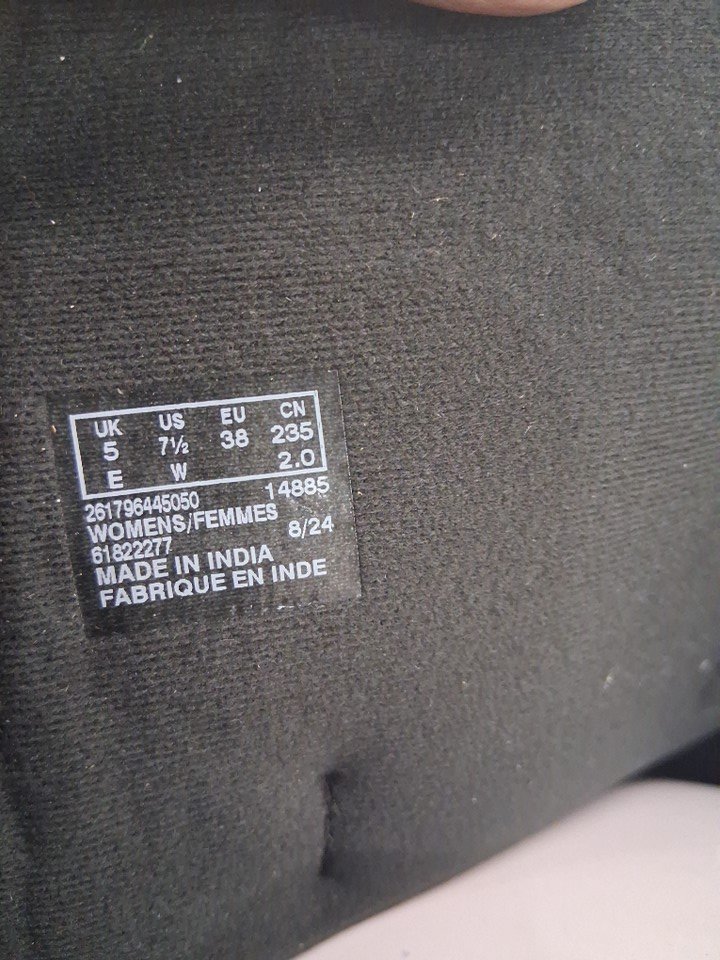 UK US EU CN
5 7½ 38 235
E W 2.0
261796445050 14885
WOMENS/FEMMES
61822277 8/24
MADE IN INDIA
FABRIQUE EN INDE